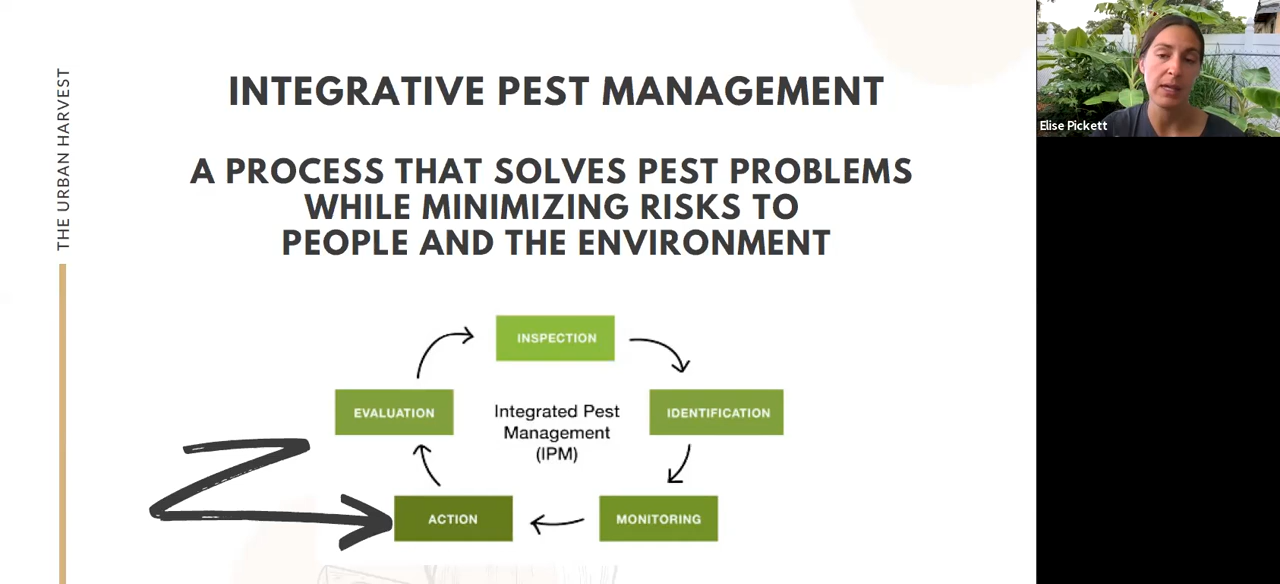 THE URBAN HARVEST
INTEGRATIVE PEST MANAGEMENT
A PROCESS THAT SOLVES PEST PROBLEMS
WHILE MINIMIZING RISKS TO
PEOPLE AND THE ENVIRONMENT
INSPECTION
EVALUATION
Integrated Pest
Management
(IPM)
IDENTIFICATION
ACTION
MONITORING
Elise Pickett